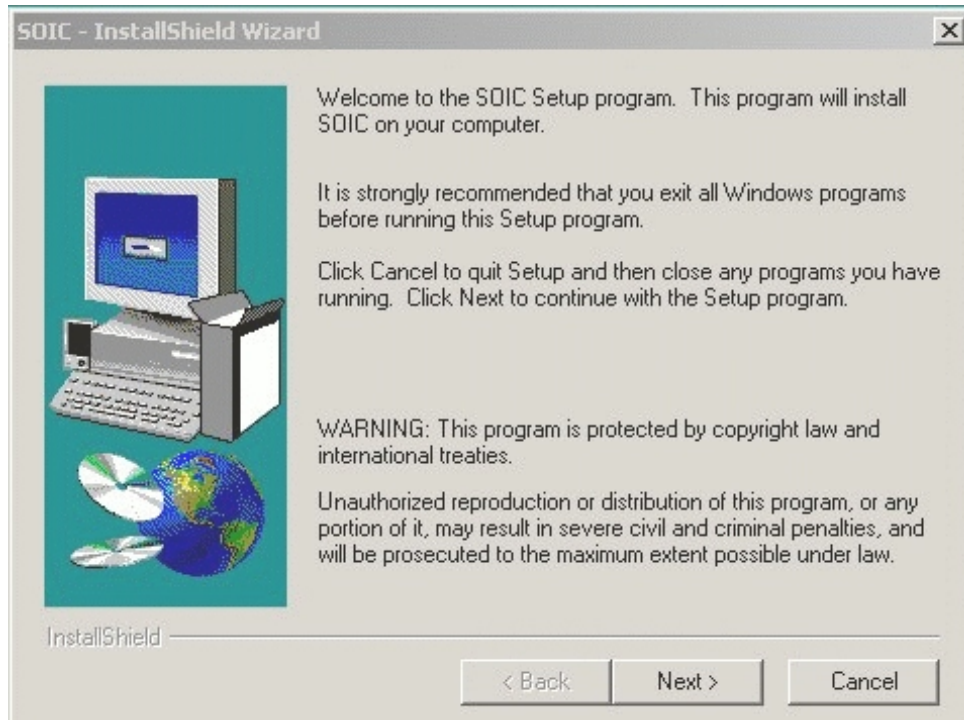 SOIC - InstallShield Wizard
Welcome to the SOIC Setup program. This program will install
SOIC on your computer.
It is strongly recommended that you exit all Windows programs
before running this Setup program.
Click Cancel to quit Setup and then close any programs you have
running. Click Next to continue with the Setup program.
WARNING: This program is protected by copyright law and
international treaties.
Unauthorized reproduction or distribution of this program, or any
portion of it, may result in severe civil and criminal penalties, and
will be prosecuted to the maximum extent possible under law.
InstallShield
< Back
Next >
Cancel